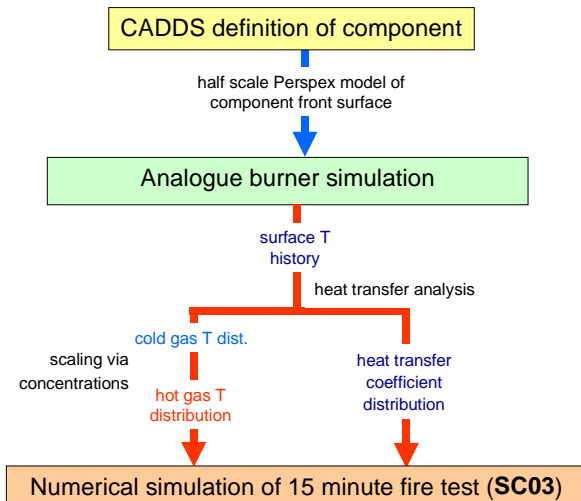 CADDS definition of component
half scale Perspex model of
component front surface
Analogue burner simulation
surface T
history
heat transfer analysis
cold gas T dist.
scaling via
concentrations
hot gas T
distribution
heat transfer
coefficient
distribution
Numerical simulation of 15 minute fire test (SC03)